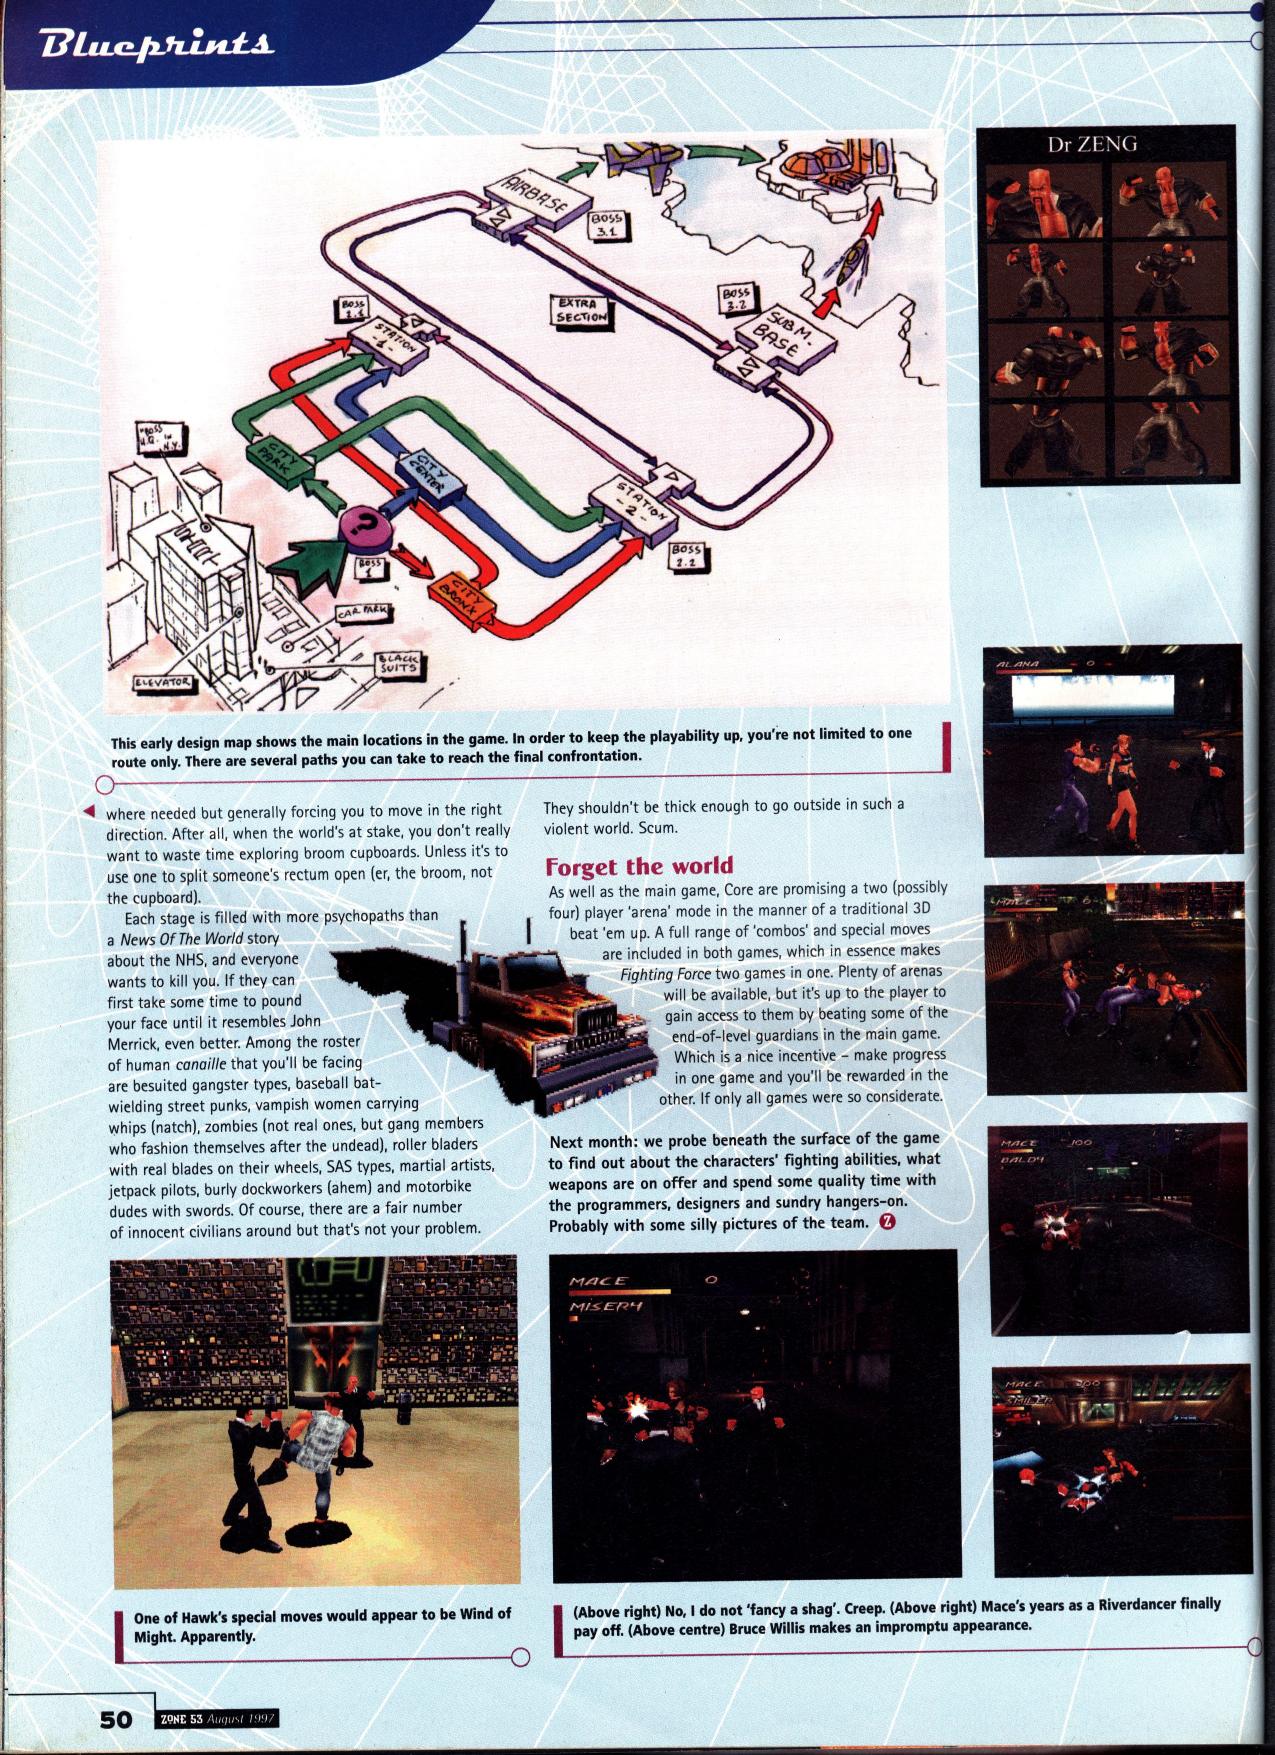 Blueprints
AIRBASE
BOSS
3.1
EXTRA
SECTION
BOSS
3.2
SUB.M.
BASE
STATION
-1-
CITY
PARK
CITY
CENTER
STATION
-2-
BOSS
2.2
?
BOSS
1
CITY
BRONX
"BOSS
H.Q. IN
N.Y.
CAR PARK
BLACK
SUITS
ELEVATOR
Dr ZENG
This early design map shows the main locations in the game. In order to keep the playability up, you're not limited to one
route only. There are several paths you can take to reach the final confrontation.
where needed but generally forcing you to move in the right
direction. After all, when the world's at stake, you don't really
want to waste time exploring broom cupboards. Unless it's to
use one to split someone's rectum open (er, the broom, not
the cupboard).
Each stage is filled with more psychopaths than
a News Of The World story
about the NHS, and everyone
wants to kill you. If they can
first take some time to pound
your face until it resembles John
Merrick, even better. Among the roster
of human canaille that you'll be facing
are besuited gangster types, baseball bat-
wielding street punks, vampish women carrying
whips (natch), zombies (not real ones, but gang members
who fashion themselves after the undead), roller bladers
with real blades on their wheels, SAS types, martial artists,
jetpack pilots, burly dockworkers (ahem) and motorbike
dudes with swords. Of course, there are a fair number
of innocent civilians around but that's not your problem.
They shouldn't be thick enough to go outside in such a
violent world. Scum.
Forget the world
As well as the main game, Core are promising a two (possibly
four) player 'arena' mode in the manner of a traditional 3D
beat 'em up. A full range of 'combos' and special moves
are included in both games, which in essence makes
Fighting Force two games in one. Plenty of arenas
will be available, but it's up to the player to
gain access to them by beating some of the
end-of-level guardians in the main game.
Which is a nice incentive – make progress
in one game and you'll be rewarded in the
other. If only all games were so considerate.
Next month: we probe beneath the surface of the game
to find out about the characters' fighting abilities, what
weapons are on offer and spend some quality time with
the programmers, designers and sundry hangers-on.
Probably with some silly pictures of the team. Z
ALANA 0
MACE
MACE 100
BALDY
MACE 200
SMILER
MACE 0
MISERY
One of Hawk's special moves would appear to be Wind of
Might. Apparently.
(Above right) No, I do not 'fancy a shag'. Creep. (Above right) Mace's years as a Riverdancer finally
pay off. (Above centre) Bruce Willis makes an impromptu appearance.
50 ZONE 53 August 1997